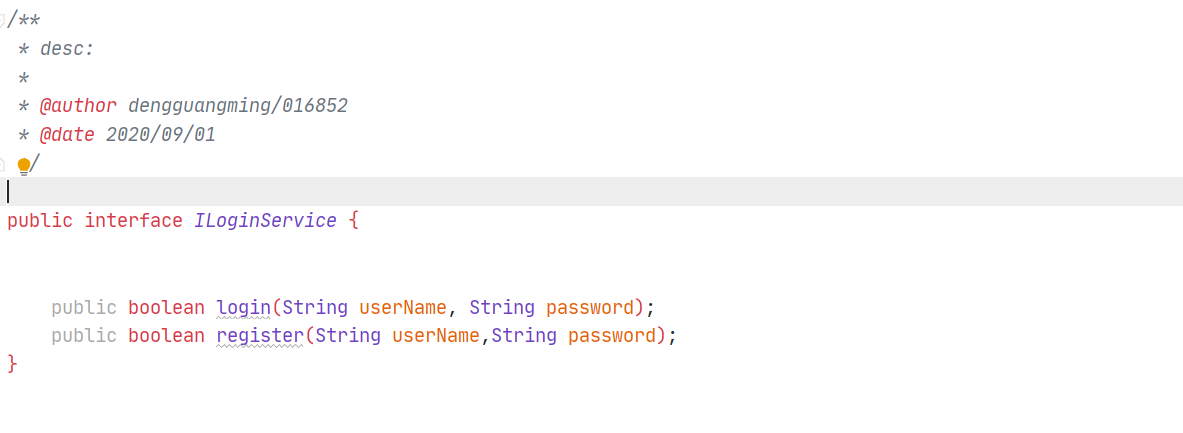 /**
* desc:
*
* @author dengguangming/016852
* @date 2020/09/01
/
public interface ILoginService {
public boolean login(String userName, String password);
public boolean register(String userName,String password);
}